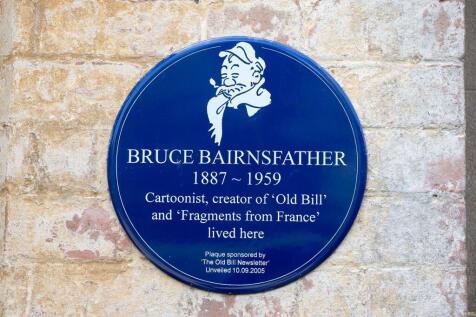 BRUCE BAIRNSFATHER
1887 ~ 1959
Cartoonist, creator of ‘Old Bill’
and ‘Fragments from France’
lived here
Plaque sponsored by
‘The Old Bill Newsletter’
Unveiled 10.09.2005